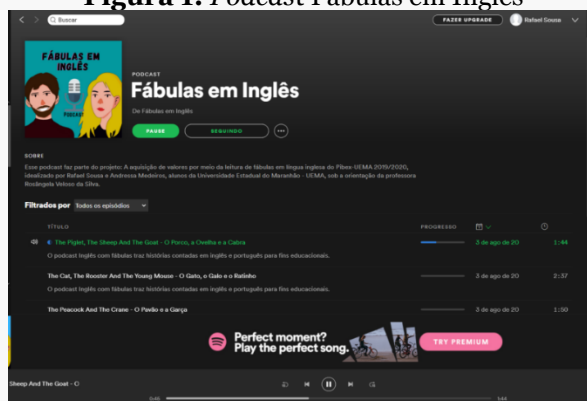 Figura 1: Podcast Fábulas em Inglês
Buscar
FAZER UPGRADE
Rafael Sousa
FÁBULAS EM
INGLÊS
PODCAST
PODCAST
Fábulas em Inglês
De Fábulas em Inglês
PAUSE
SEGUINDO
SOBRE
Esse podcast faz parte do projeto: A aquisição de valores por meio da leitura de fábulas em língua inglesa do Pibex-UEMA 2019/2020,
idealizado por Rafael Sousa e Andressa Medeiros, alunos da Universidade Estadual do Maranhão - UEMA, sob a orientação da professora
Rosângela Veloso da Silva.
Filtrados por Todos os episódios
TÍTULO
PROGRESSO
The Piglet, The Sheep And The Goat - O Porco, a Ovelha e a Cabra
3 de ago de 20
1:44
O podcast Inglês com fábulas traz histórias contadas em inglês e português para fins educacionais.
The Cat, The Rooster And The Young Mouse - O Gato, o Galo e o Ratinho
3 de ago de 20
2:37
O podcast Inglês com fábulas traz histórias contadas em inglês e português para fins educacionais.
The Peacock And The Crane - O Pavão e a Garça
3 de ago de 20
1:50
Perfect moment?
Play the perfect song.
TRY PREMIUM
Sheep And The Goat - O
0:46
1:44